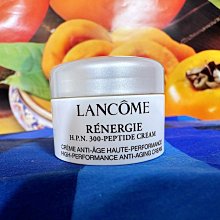 LANCÔME
RÉNERGIE
H.P.N. 300-PEPTIDE CREAM
CRÈME ANTI-ÂGE HAUTE-PERFORMANCE
HIGH-PERFORMANCE ANTI-AGING CREAM